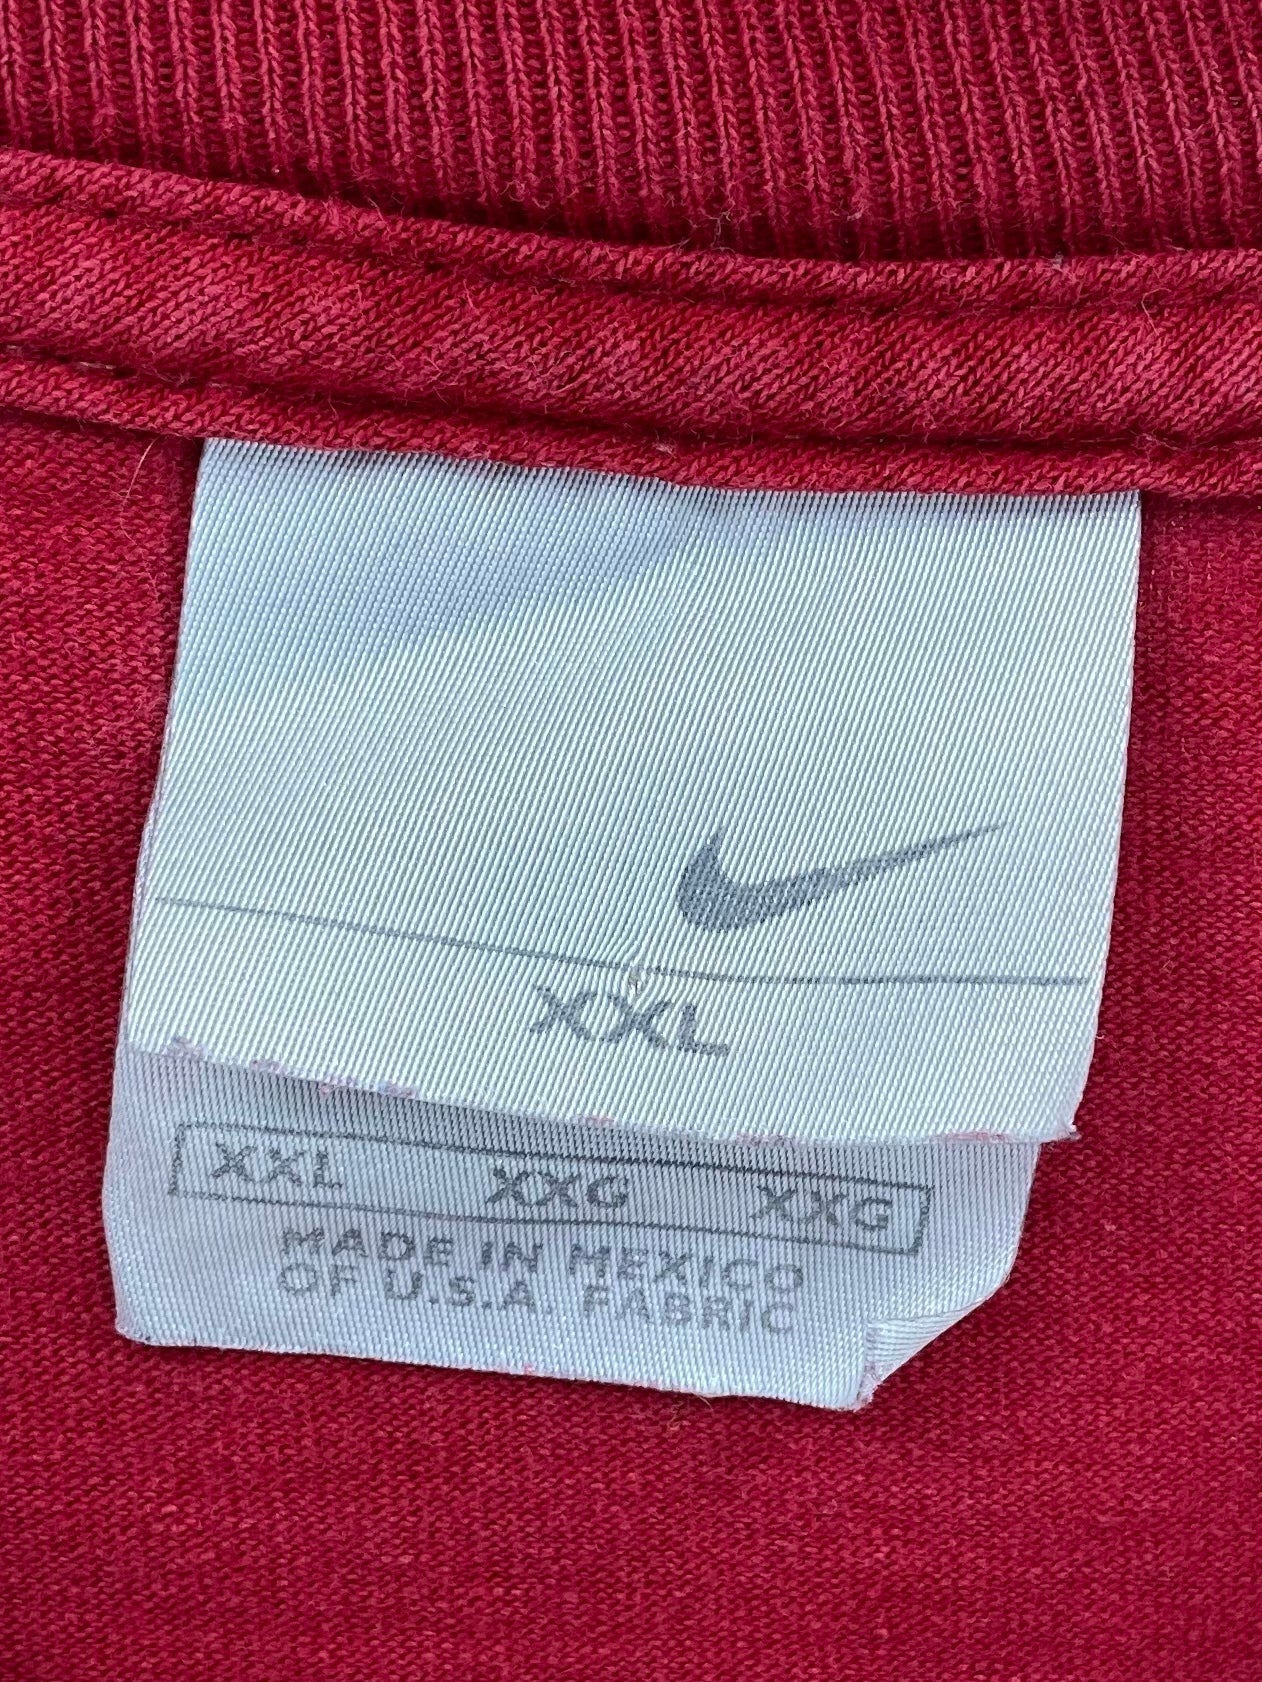 XXL
XXL XXG XXG
MADE IN MEXICO
OF U.S.A. FABRIC